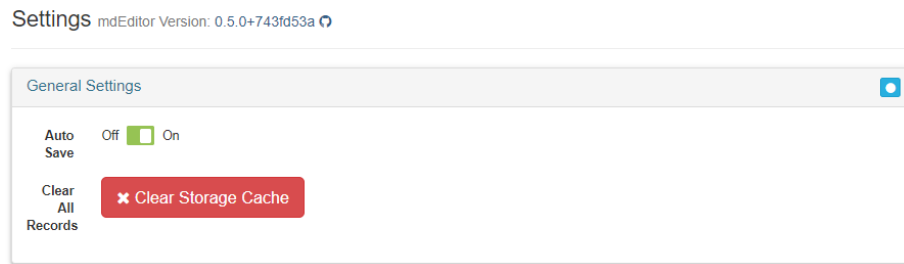 Settings mdEditor Version: 0.5.0+743fd53a
General Settings
Auto Save Off On
Clear All Records Clear Storage Cache